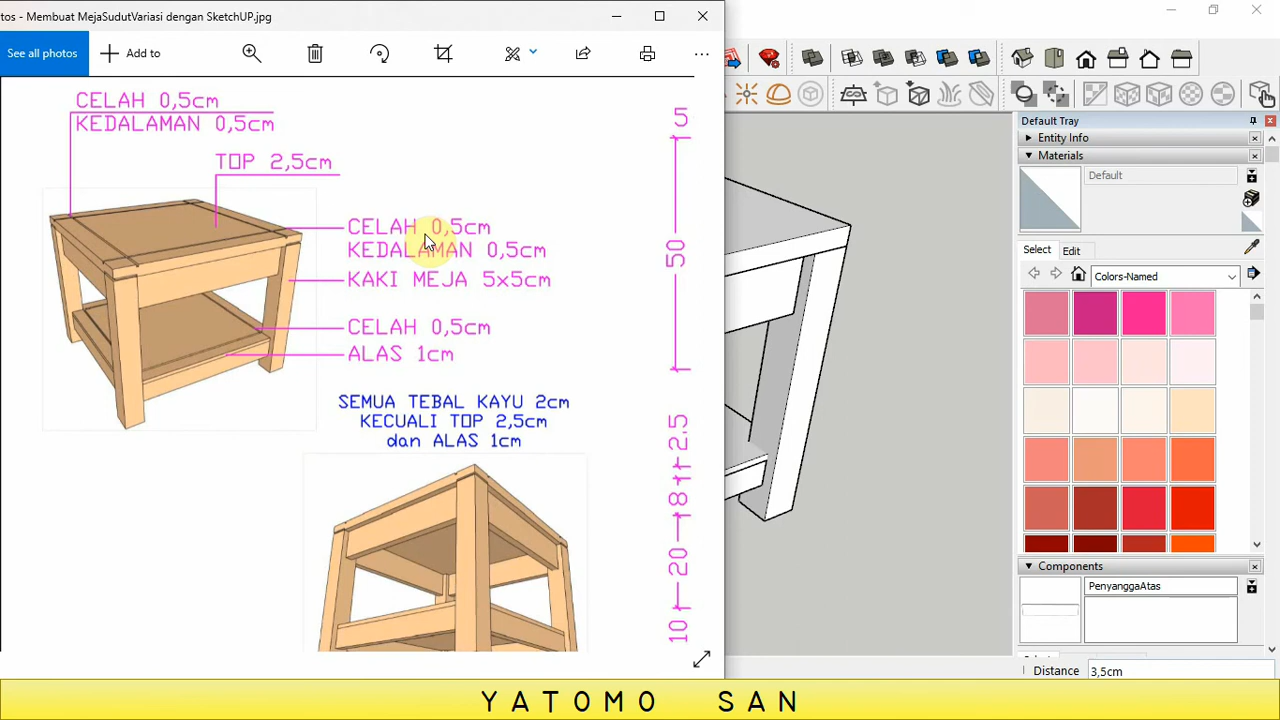 tos - Membuat MejaSudutVariasi dengan SketchUP.jpg
See all photos
Add to
CELAH 0,5cm
KEDALAMAN 0,5cm
TOP 2,5cm
CELAH 0,5cm
KEDALAMAN 0,5cm
KAKI MEJA 5x5cm
CELAH 0,5cm
ALAS 1cm
SEMUA TEBAL KAYU 2cm
KECUALI TOP 2,5cm
dan ALAS 1cm
5
50
2.5
8
20
10
Default Tray
Entity Info
Materials
Default
Select
Edit
Colors-Named
Components
PenyanggaAtas
Distance
3,5cm
YATOMO SAN